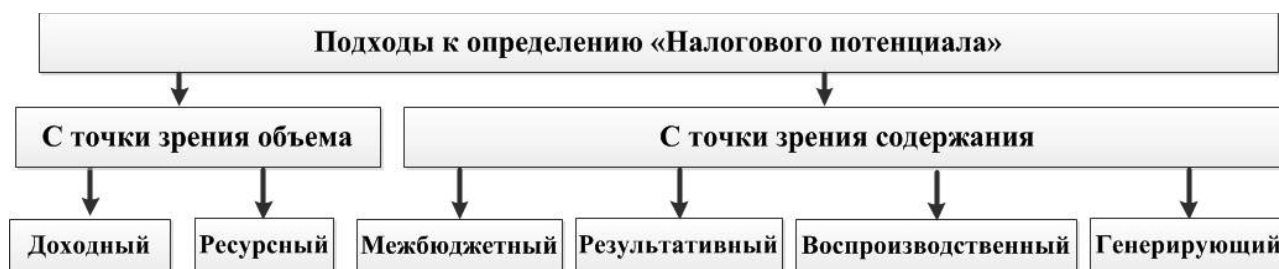 Подходы к определению «Налогового потенциала»
С точки зрения объема
С точки зрения содержания
Доходный
Ресурсный
Межбюджетный
Результативный
Воспроизводственный
Генерирующий